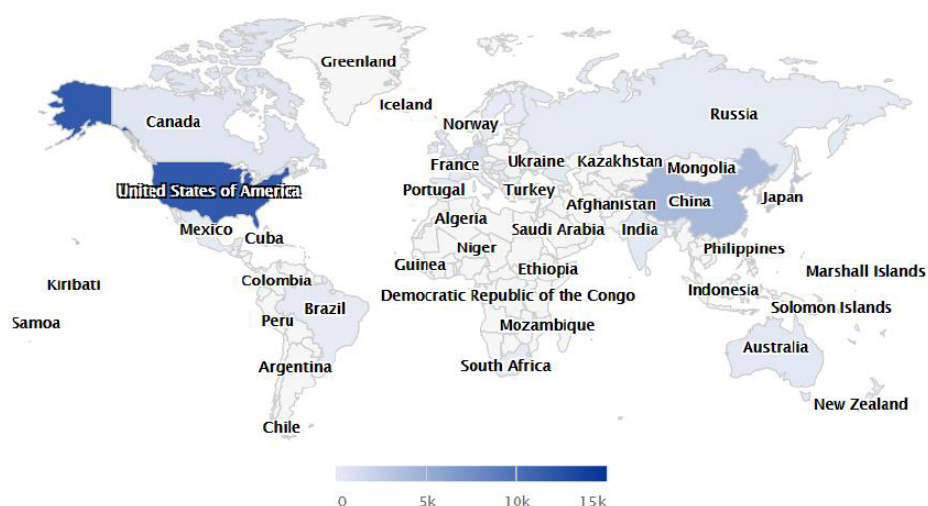 Greenland
Iceland
Canada
Russia
Norway
France
Ukraine
Kazakhstan
Mongolia
United States of America
Portugal
Turkey
Afghanistan
China
Japan
Mexico
Cuba
Algeria
Saudi Arabia
India
Niger
Philippines
Guinea
Ethiopia
Marshall Islands
Kiribati
Colombia
Democratic Republic of the Congo
Indonesia
Brazil
Solomon Islands
Samoa
Peru
Mozambique
Australia
Argentina
South Africa
New Zealand
Chile
0 5k 10k 15k